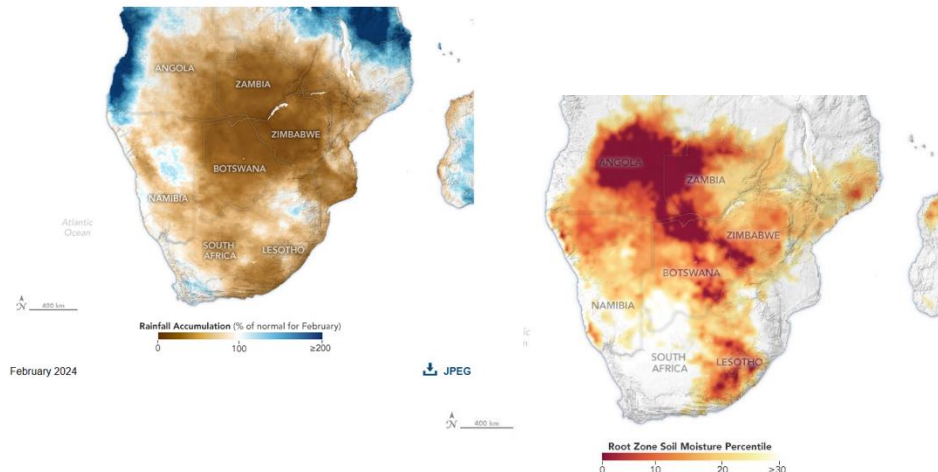 ANGOLA
ZAMBIA
ZIMBABWE
BOTSWANA
NAMIBIA
Atlantic
Ocean
SOUTH
AFRICA
LESOTHO
N
400 km
Rainfall Accumulation (% of normal for February)
0 100 ≥200
February 2024
JPEG
ANGOLA
ZAMBIA
ZIMBABWE
BOTSWANA
NAMIBIA
SOUTH
AFRICA
LESOTHO
N
400 km
Root Zone Soil Moisture Percentile
0 10 20 ≥30